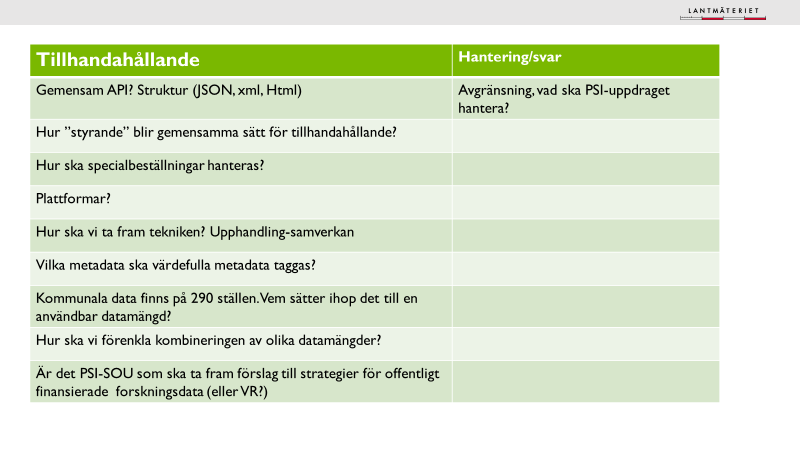 LANTMÄTERIET
Tillhandahållande
Hantering/svar
Gemensam API? Struktur (JSON, xml, Html)
Avgränsning, vad ska PSI-uppdraget
hantera?
Hur ”styrande” blir gemensamma sätt för tillhandahållande?
Hur ska specialbeställningar hanteras?
Plattformar?
Hur ska vi ta fram tekniken? Upphandling-samverkan
Vilka metadata ska värdefulla metadata taggas?
Kommunala data finns på 290 ställen. Vem sätter ihop det till en
användbar datamängd?
Hur ska vi förenkla kombineringen av olika datamängder?
Är det PSI-SOU som ska ta fram förslag till strategier för offentligt
finansierade  forskningsdata (eller VR?)